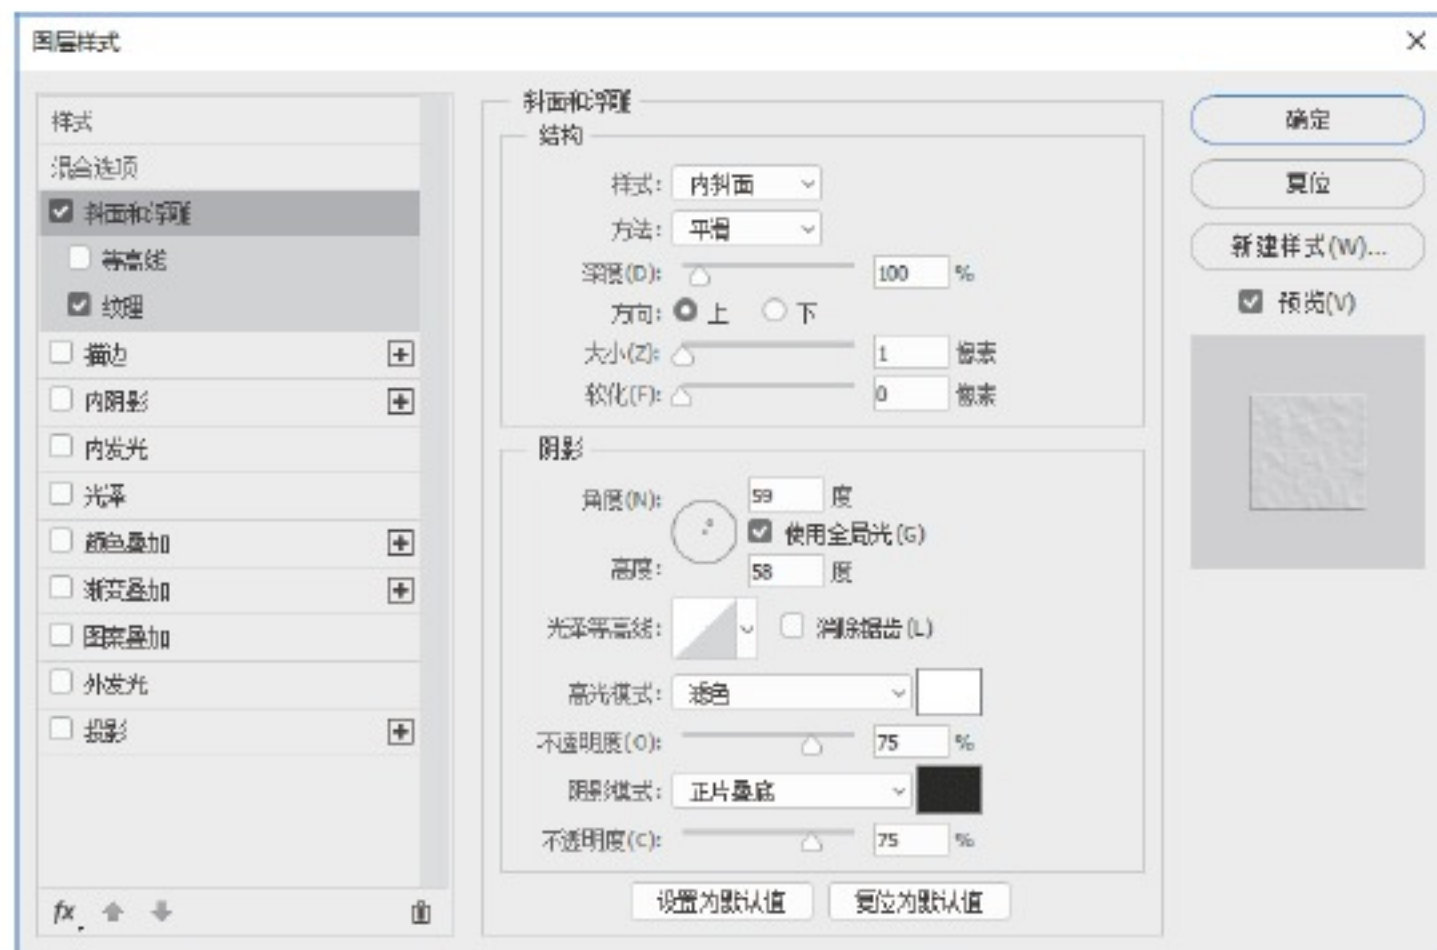 图层样式
样式
混合选项
斜面和浮雕
等高线
纹理
描边
内阴影
内发光
光泽
颜色叠加
渐变叠加
图案叠加
外发光
投影
fx
斜面和浮雕
结构
样式: 内斜面
方法: 平滑
深度(D): 100 %
方向: 上 下
大小(Z): 1 像素
软化(F): 0 像素
阴影
角度(N): 59 度
使用全局光(G)
高度: 58 度
光泽等高线: 消除锯齿(L)
高光模式: 滤色
不透明度(O): 75 %
阴影模式: 正片叠底
不透明度(C): 75 %
设置为默认值 复位为默认值
确定
复位
新建样式(W)...
预览(V)